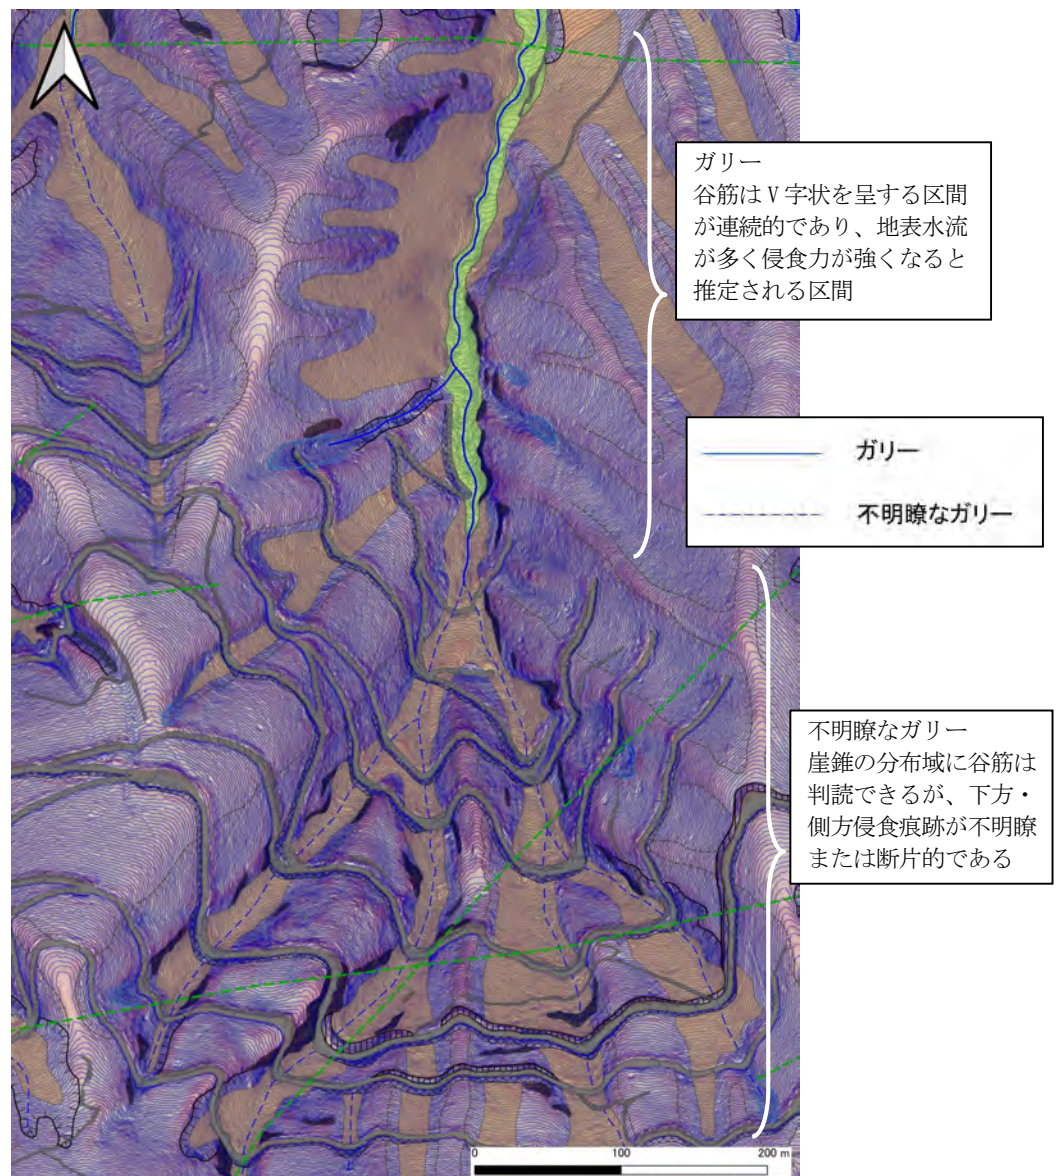 ガリー
谷筋は V 字状を呈する区間
が連続的であり、地表水流
が多く侵食力が強くなると
推定される区間
ガリー
不明瞭なガリー
不明瞭なガリー
崖錐の分布域に谷筋は
判読できるが、下方・
側方侵食痕跡が不明瞭
または断片的である
0 100 200 m